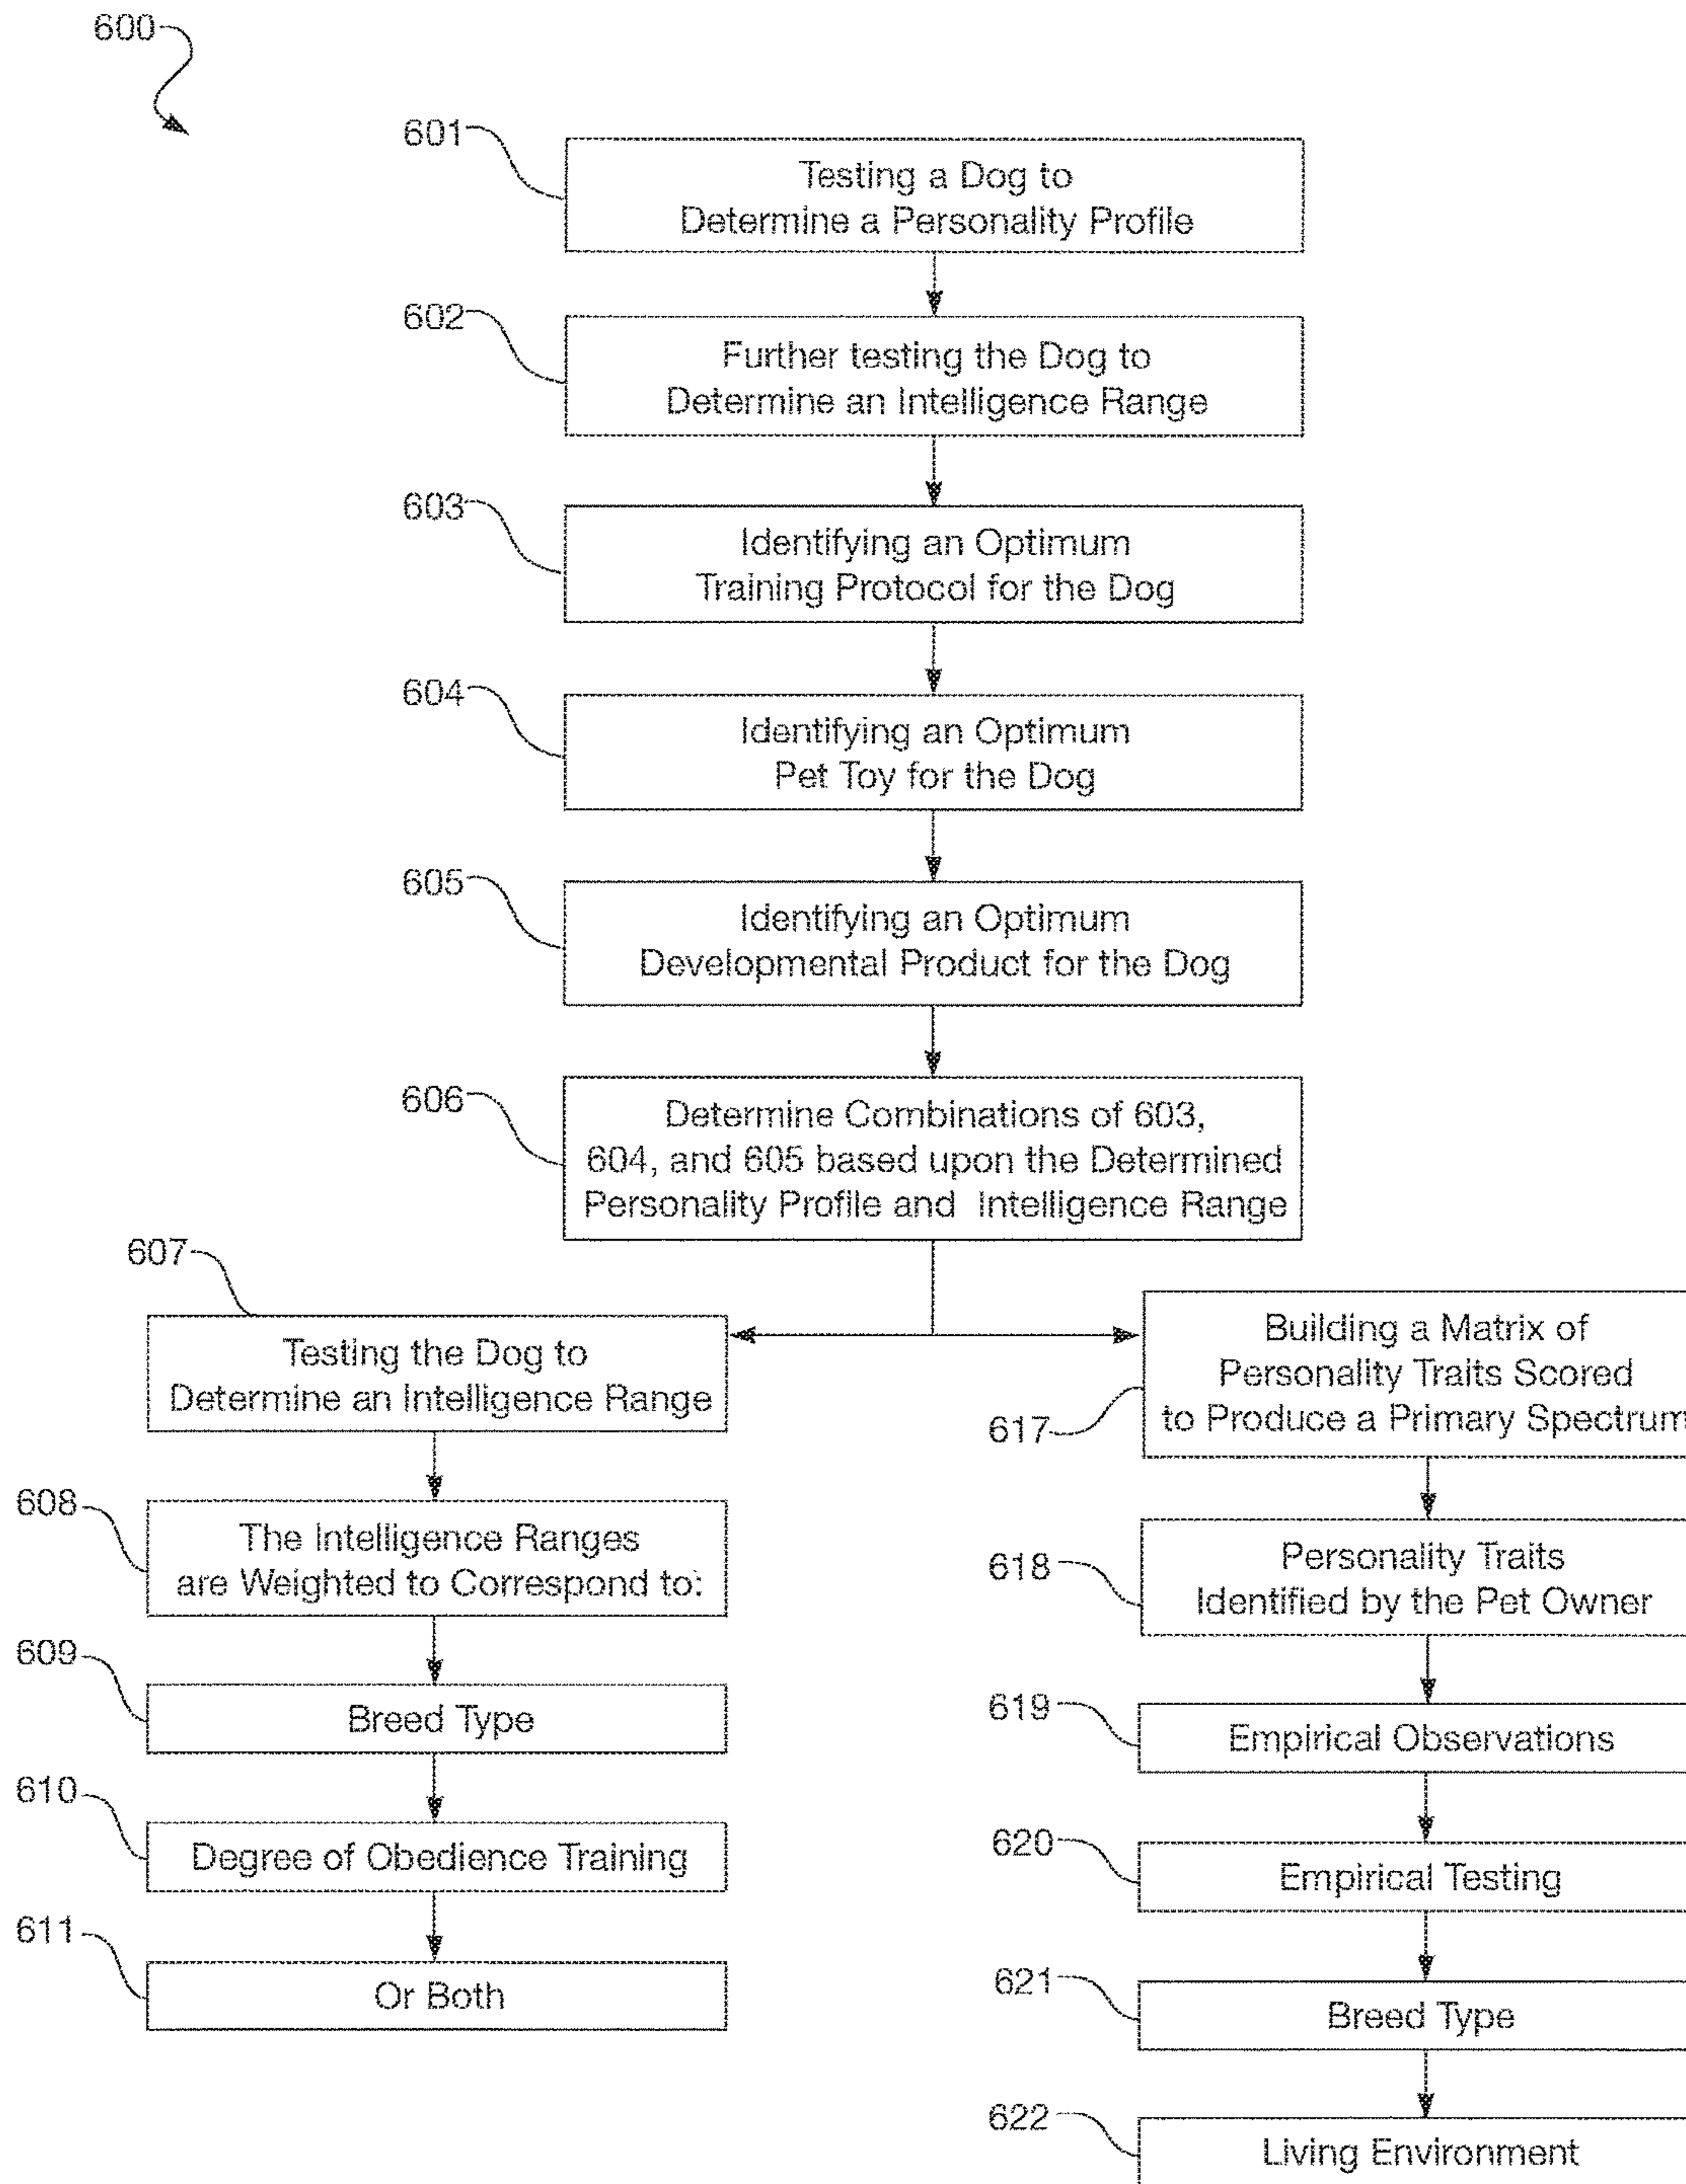 600
601
Testing a Dog to
Determine a Personality Profile
602
Further testing the Dog to
Determine an Intelligence Range
603
Identifying an Optimum
Training Protocol for the Dog
604
Identifying an Optimum
Pet Toy for the Dog
605
Identifying an Optimum
Developmental Product for the Dog
606
Determine Combinations of 603,
604, and 605 based upon the Determined
Personality Profile and Intelligence Range
607
Testing the Dog to
Determine an Intelligence Range
608
The Intelligence Ranges
are Weighted to Correspond to:
609
Breed Type
610
Degree of Obedience Training
611
Or Both
Building a Matrix of
Personality Traits Scored
to Produce a Primary Spectrum
617
618
Personality Traits
Identified by the Pet Owner
619
Empirical Observations
620
Empirical Testing
621
Breed Type
622
Living Environment